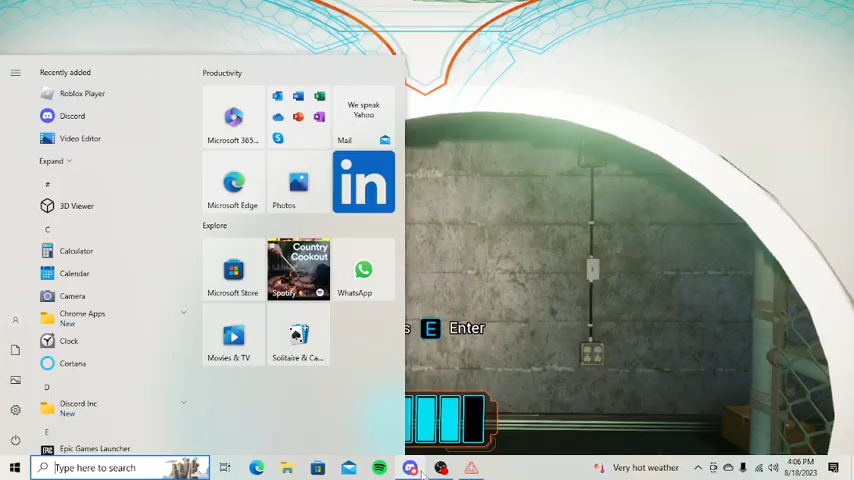 Recently added
Roblox Player
Discord
Video Editor
Expand
#
3D Viewer
C
Calculator
Calendar
Camera
Chrome Apps
New
Clock
Cortana
D
Discord Inc
New
E
EPIC
Epic Games Launcher
Productivity
Microsoft 365...
We speak
Yahoo
Mail
Microsoft Edge
Photos
in
Explore
Microsoft Store
Country
Cookout
Spotify
WhatsApp
Movies & TV
Solitaire & Ca...
s E Enter
Type here to search
Very hot weather
4:06 PM
8/18/2023